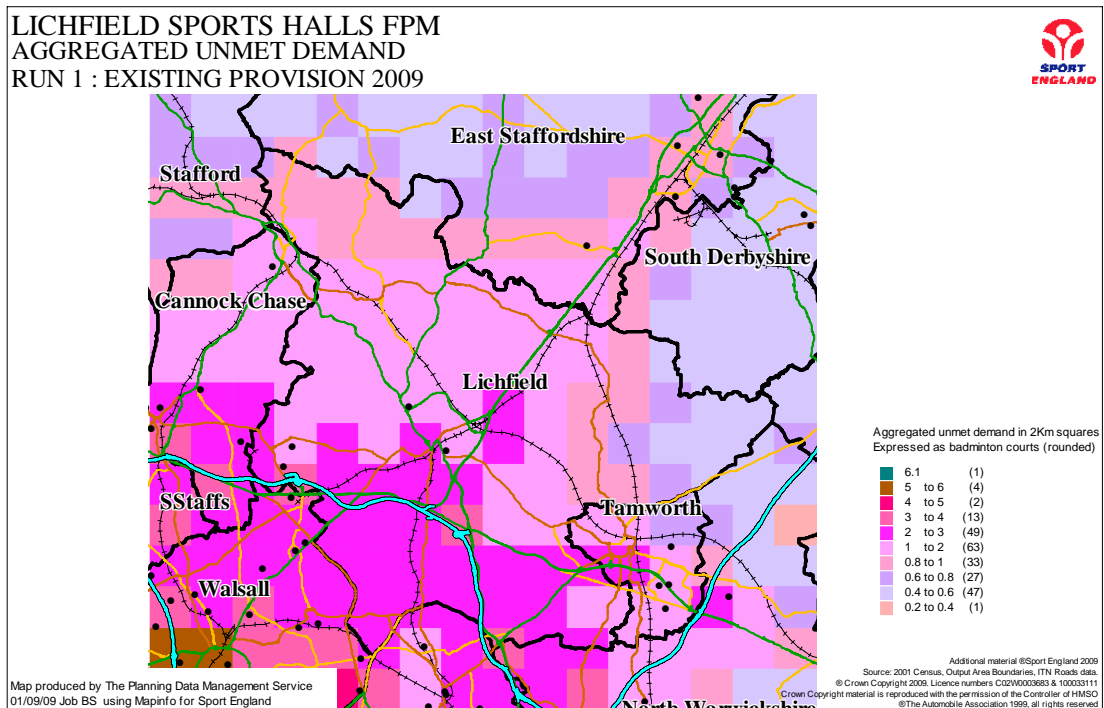 LICHFIELD SPORTS HALLS FPM
AGGREGATED UNMET DEMAND
RUN 1 : EXISTING PROVISION 2009
SPORT
ENGLAND
East Staffordshire
Stafford
South Derbyshire
Cannock Chase
Lichfield
SStaffs
Tamworth
Walsall
North Warwickshire
Aggregated unmet demand in 2Km squares
Expressed as badminton courts (rounded)
6.1 (1)
5 to 6 (4)
4 to 5 (2)
3 to 4 (13)
2 to 3 (49)
1 to 2 (63)
0.8 to 1 (33)
0.6 to 0.8 (27)
0.4 to 0.6 (47)
0.2 to 0.4 (1)
Map produced by The Planning Data Management Service
01/09/09 Job BS using Mapinfo for Sport England
Additional material ®Sport England 2009
Source: 2001 Census, Output Area Boundaries, ITN Roads data.
® Crown Copyright 2009. Licence numbers C02W0003683 & 100033111
Crown Copyright material is reproduced with the permission of the Controller of HMSO
®The Automobile Association 1999, all rights reserved